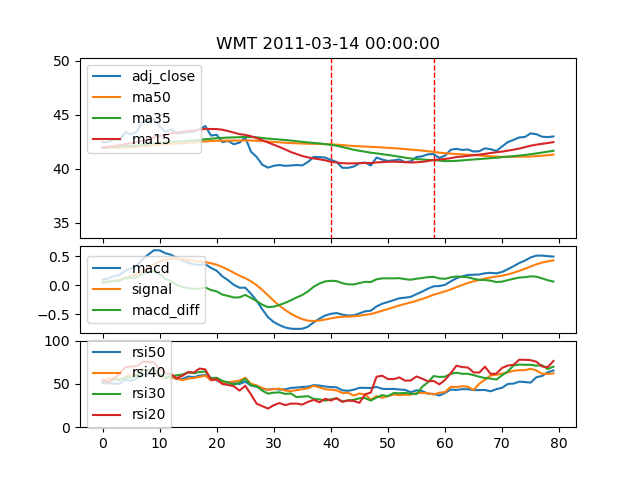 WMT 2011-03-14 00:00:00
50
45
40
35
adj_close
ma50
ma35
ma15
0.5
0.0
−0.5
macd
signal
macd_diff
100
50
0
rsi50
rsi40
rsi30
rsi20
0 10 20 30 40 50 60 70 80